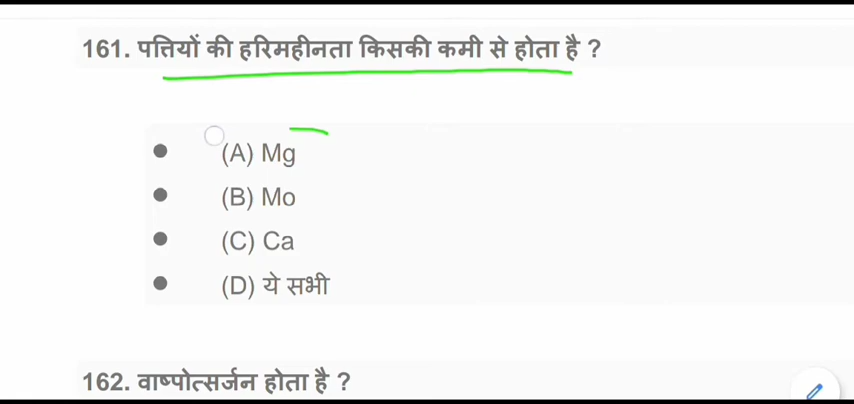 161. पत्तियों की हरिमहीनता किसकी कमी से होता है ?
(A) Mg
(B) Mo
(C) Ca
(D) ये सभी
162. वाष्पोत्सर्जन होता है ?